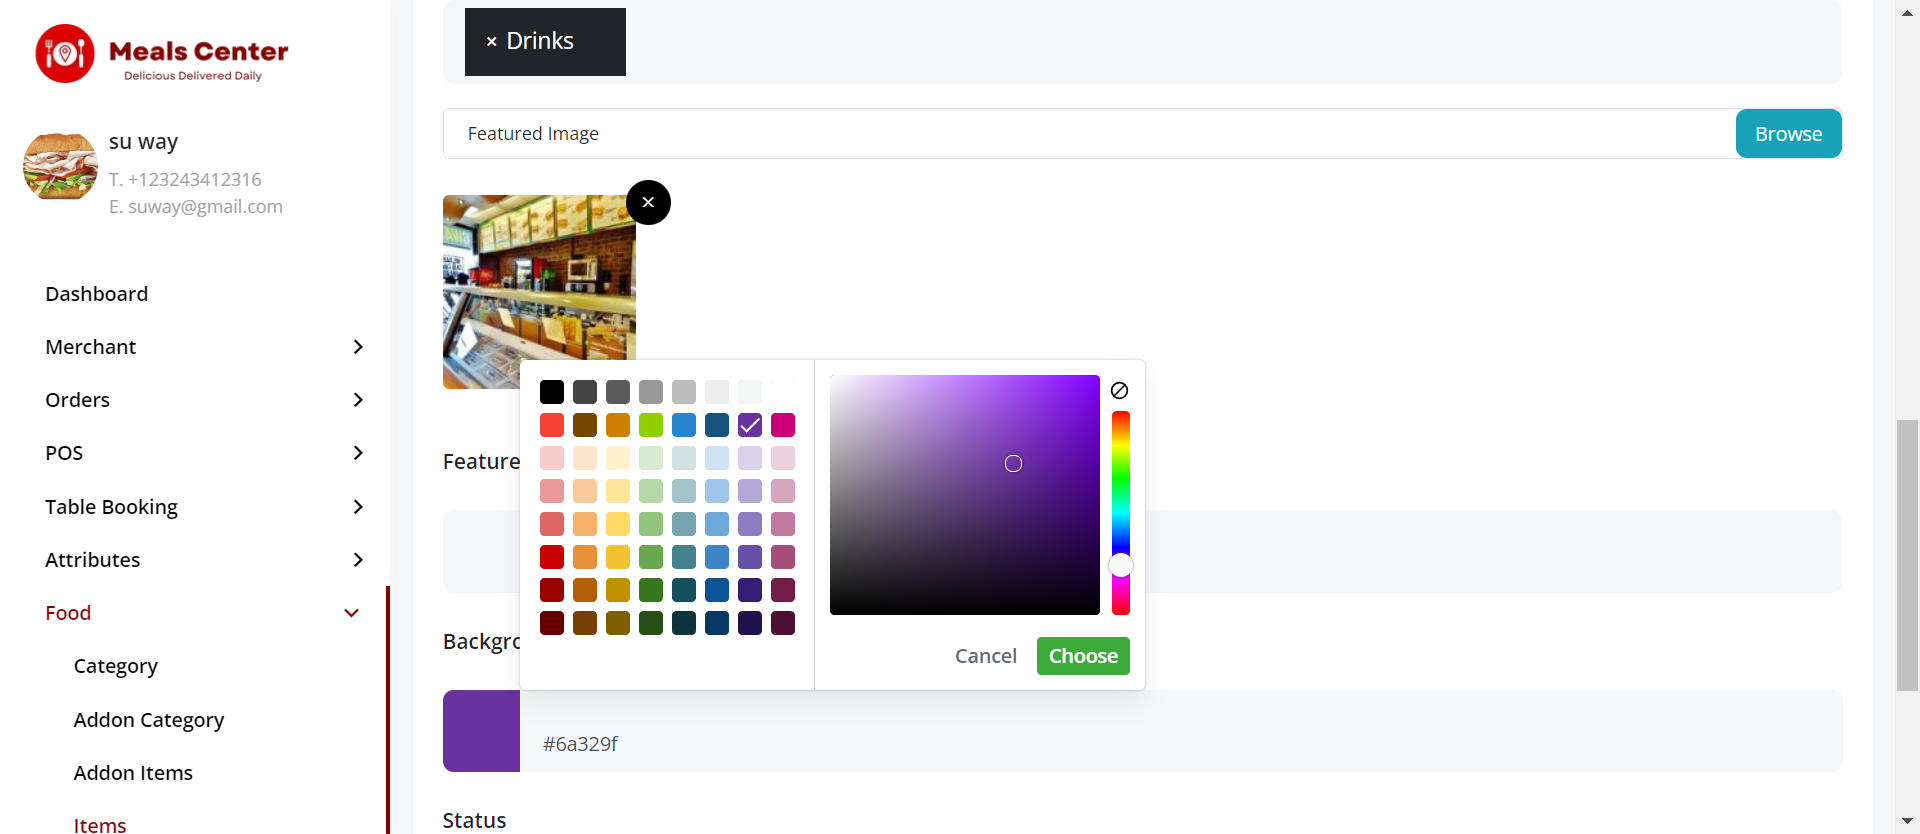 Meals Center
Delicious Delivered Daily
su way
T. +123243412316
E. suway@gmail.com
Dashboard
Merchant
Orders
POS
Table Booking
Attributes
Food
Category
Addon Category
Addon Items
Items
× Drinks
Featured Image
Browse
Feature
Backgro
Cancel
Choose
#6a329f
Status